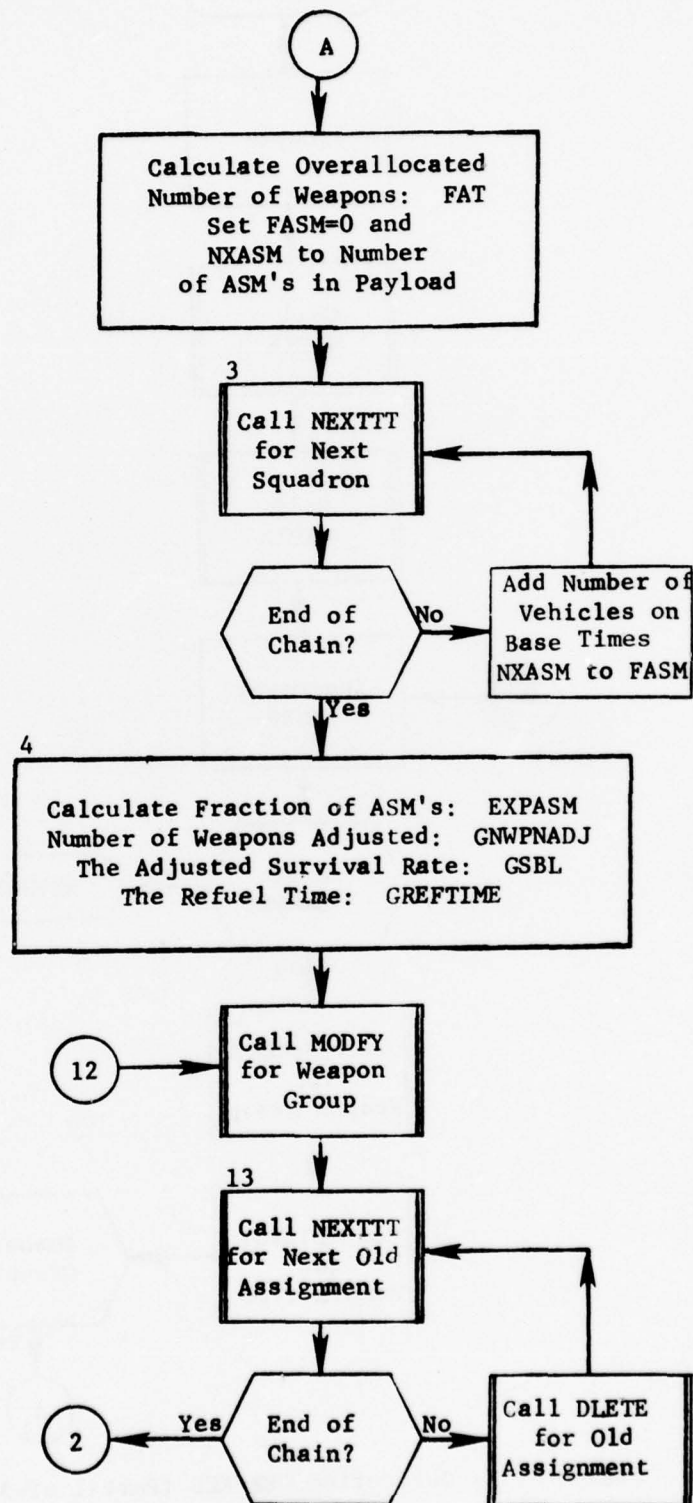 A
Calculate Overallocated
Number of Weapons: FAT
Set FASM=0 and
NXASM to Number
of ASM's in Payload
3
Call NEXTTT
for Next
Squadron
End of
Chain?
No
Add Number of
Vehicles on
Base Times
NXASM to FASM
Yes
4
Calculate Fraction of ASM's: EXPASM
Number of Weapons Adjusted: GNWPNADJ
The Adjusted Survival Rate: GSBL
The Refuel Time: GREFTIME
12
Call MODFY
for Weapon
Group
13
Call NEXTTT
for Next Old
Assignment
2
Yes
End of
Chain?
No
Call DLETE
for Old
Assignment